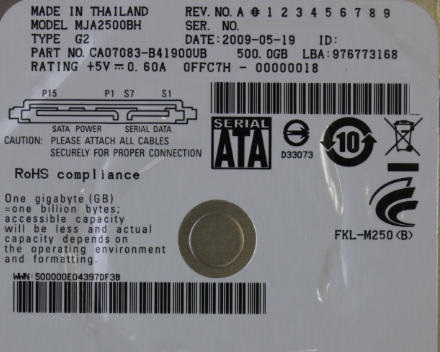 MADE IN THAILAND REV. NO. A 0 1 2 3 4 5 6 7 8 9
MODEL MJA2500BH SER. NO.
TYPE G2 DATE:2009-05-19 ID:
PART NO. CA07083-B41900UB 500.0GB LBA:976773168
RATING +5V⎓0.60A 0FFC7H - 00000018
P15 P1 S7 S1
SATA POWER SERIAL DATA
CAUTION: PLEASE ATTACH ALL CABLES
SECURELY FOR PROPER CONNECTION
SERIAL
ATA
D33073
10
RoHS compliance
One gigabyte (GB)
=one billion bytes;
accessible capacity
will be less and actual
capacity depends on
the operating environment
and formatting.
FKL-M250 (B)
WWN: 500000E04397DF3B